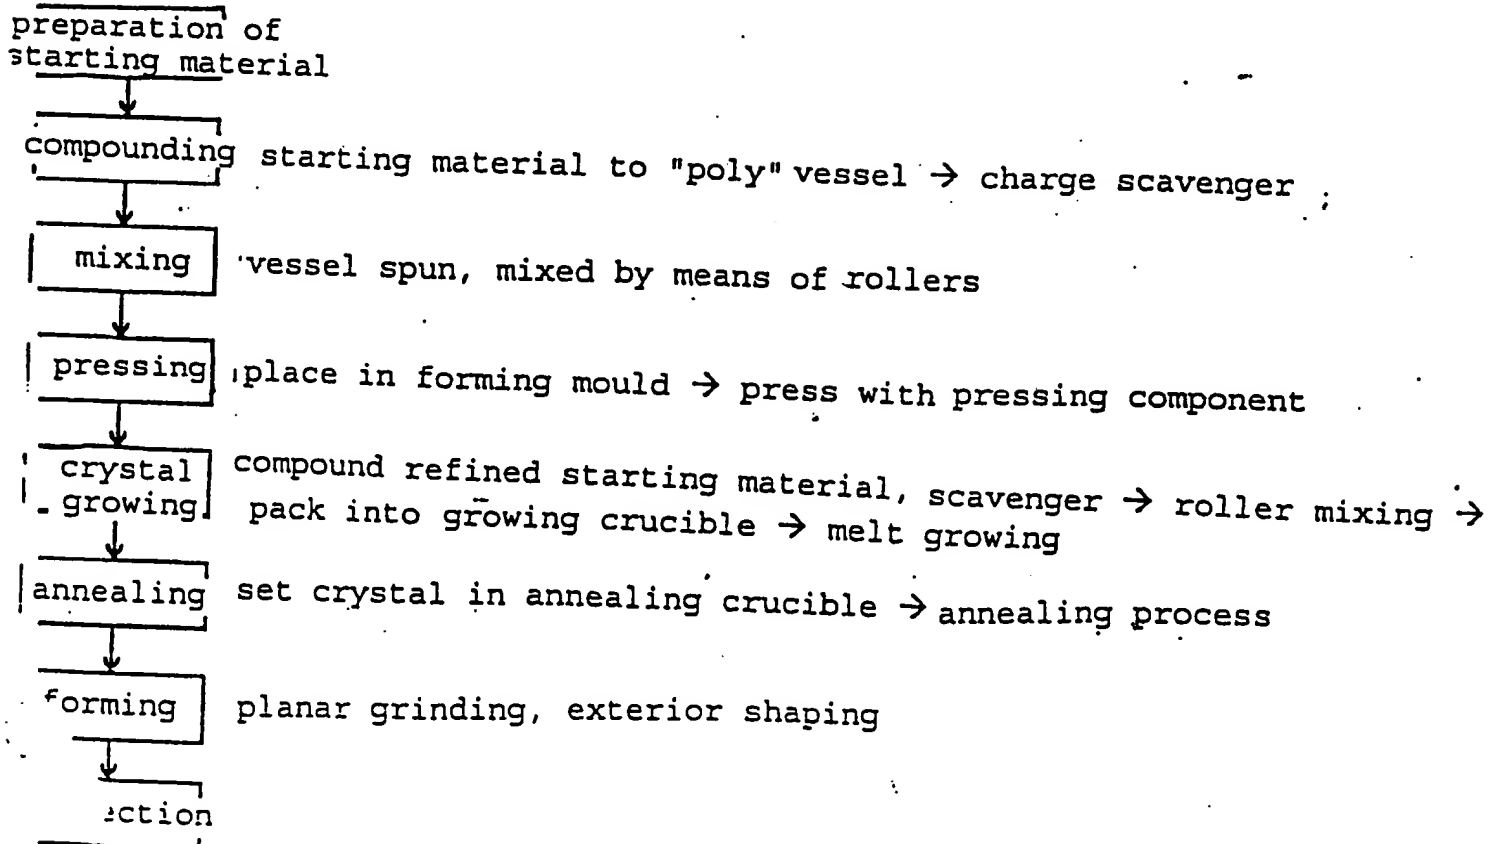 preparation of
starting material
compounding starting material to "poly" vessel → charge scavenger
mixing vessel spun, mixed by means of rollers
pressing place in forming mould → press with pressing component
crystal growing compound refined starting material, scavenger → roller mixing →
pack into growing crucible → melt growing
annealing set crystal in annealing crucible → annealing process
forming planar grinding, exterior shaping